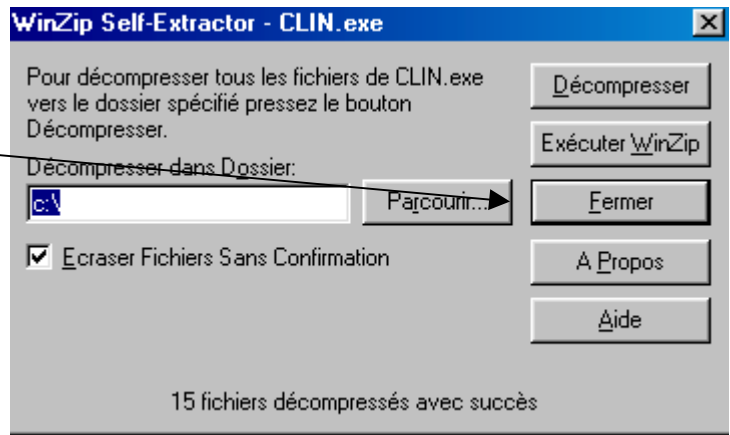 WinZip Self-Extractor - CLIN.exe
Pour décompresser tous les fichiers de CLIN.exe
vers le dossier spécifié pressez le bouton
Décompresser.
Décompresser dans Dossier:
c:\
Parcourir...
Ecraser Fichiers Sans Confirmation
Décompresser
Exécuter WinZip
Fermer
A Propos
Aide
15 fichiers décompressés avec succès